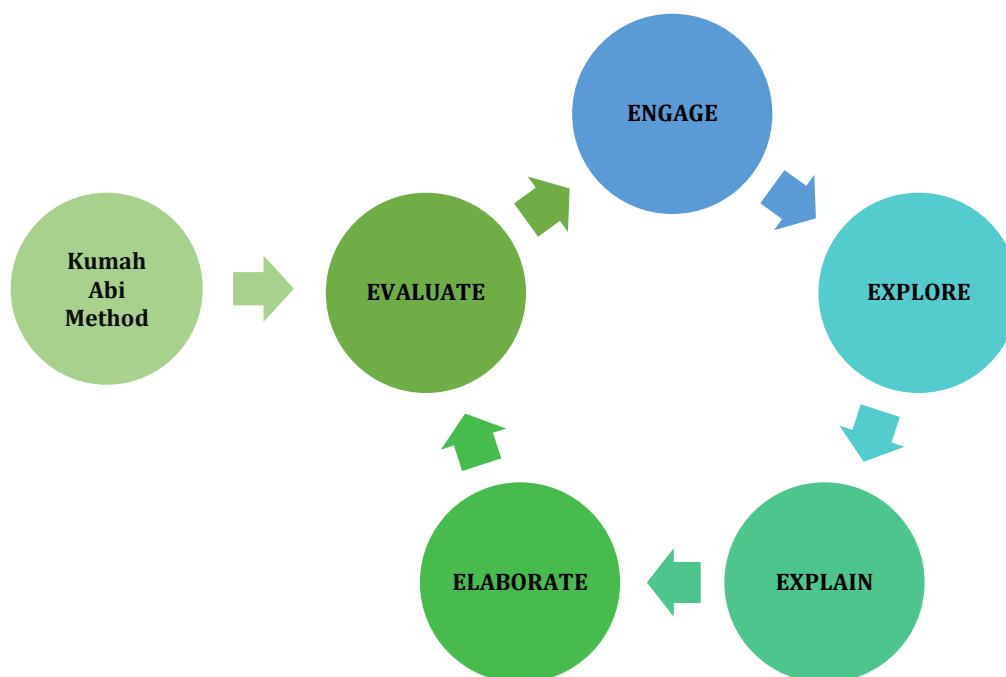 ENGAGE
Kumah
Abi
Method
EVALUATE
EXPLORE
ELABORATE
EXPLAIN